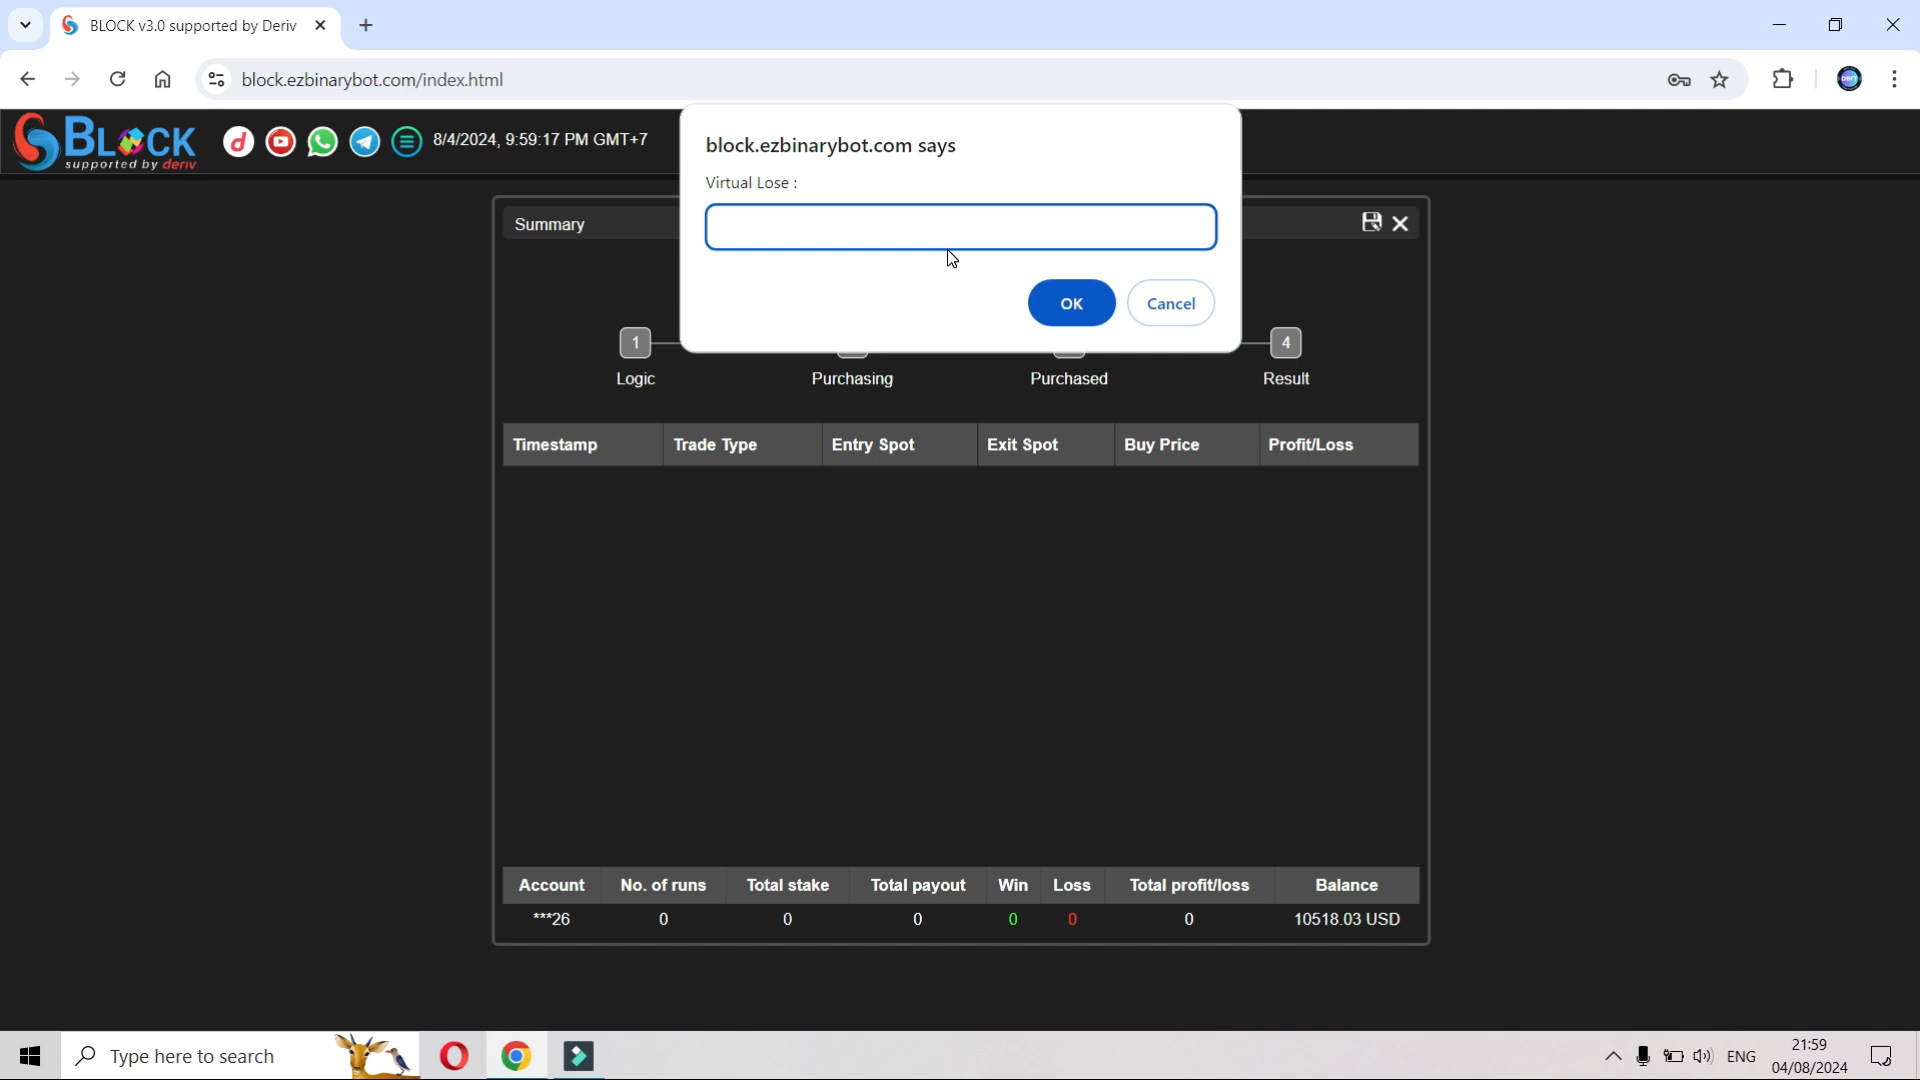 BLOCK v3.0 supported by Deriv
block.ezbinarybot.com/index.html
BLOCK
supported by deriv
8/4/2024, 9:59:17 PM GMT+7
block.ezbinarybot.com says
Virtual Lose :
OK
Cancel
Summary
1
4
Logic
Purchasing
Purchased
Result
Timestamp Trade Type Entry Spot Exit Spot Buy Price Profit/Loss
Account No. of runs Total stake Total payout Win Loss Total profit/loss Balance
***26 0 0 0 0 0 0 10518.03 USD
Type here to search
ENG
21:59
04/08/2024